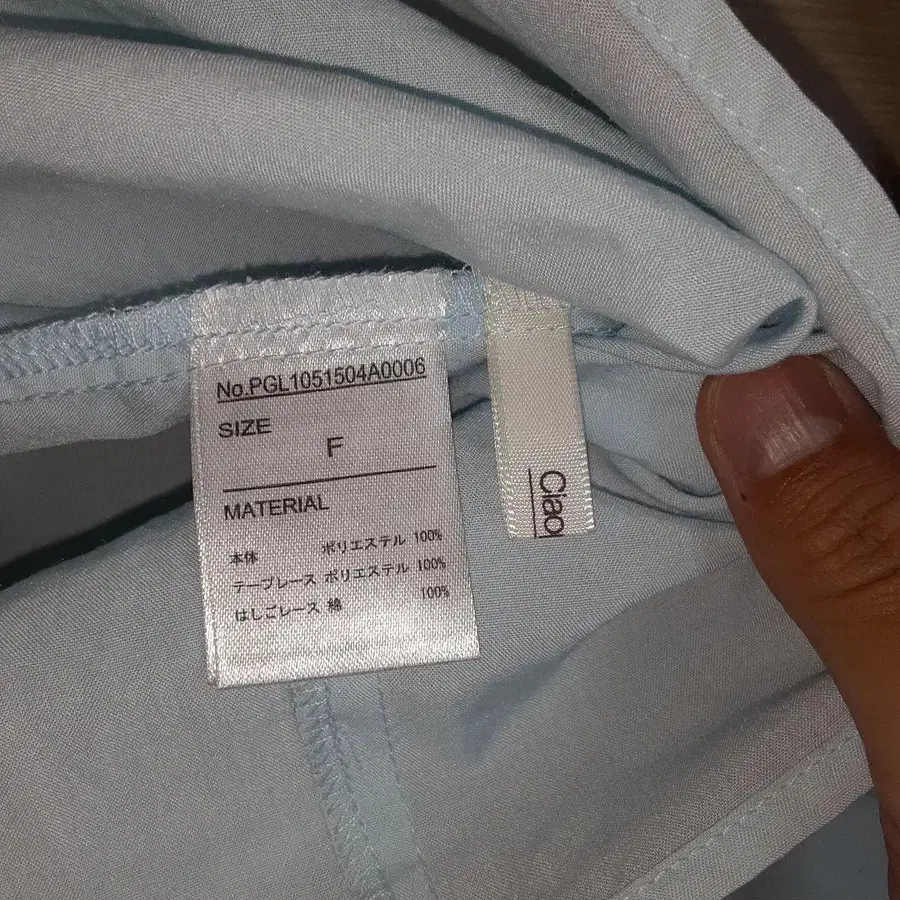 No.PGL1051504A0006
SIZE
F
MATERIAL
本体 ポリエステル 100%
テープレース ポリエステル 100%
はしごレース 綿 100%
Ciao